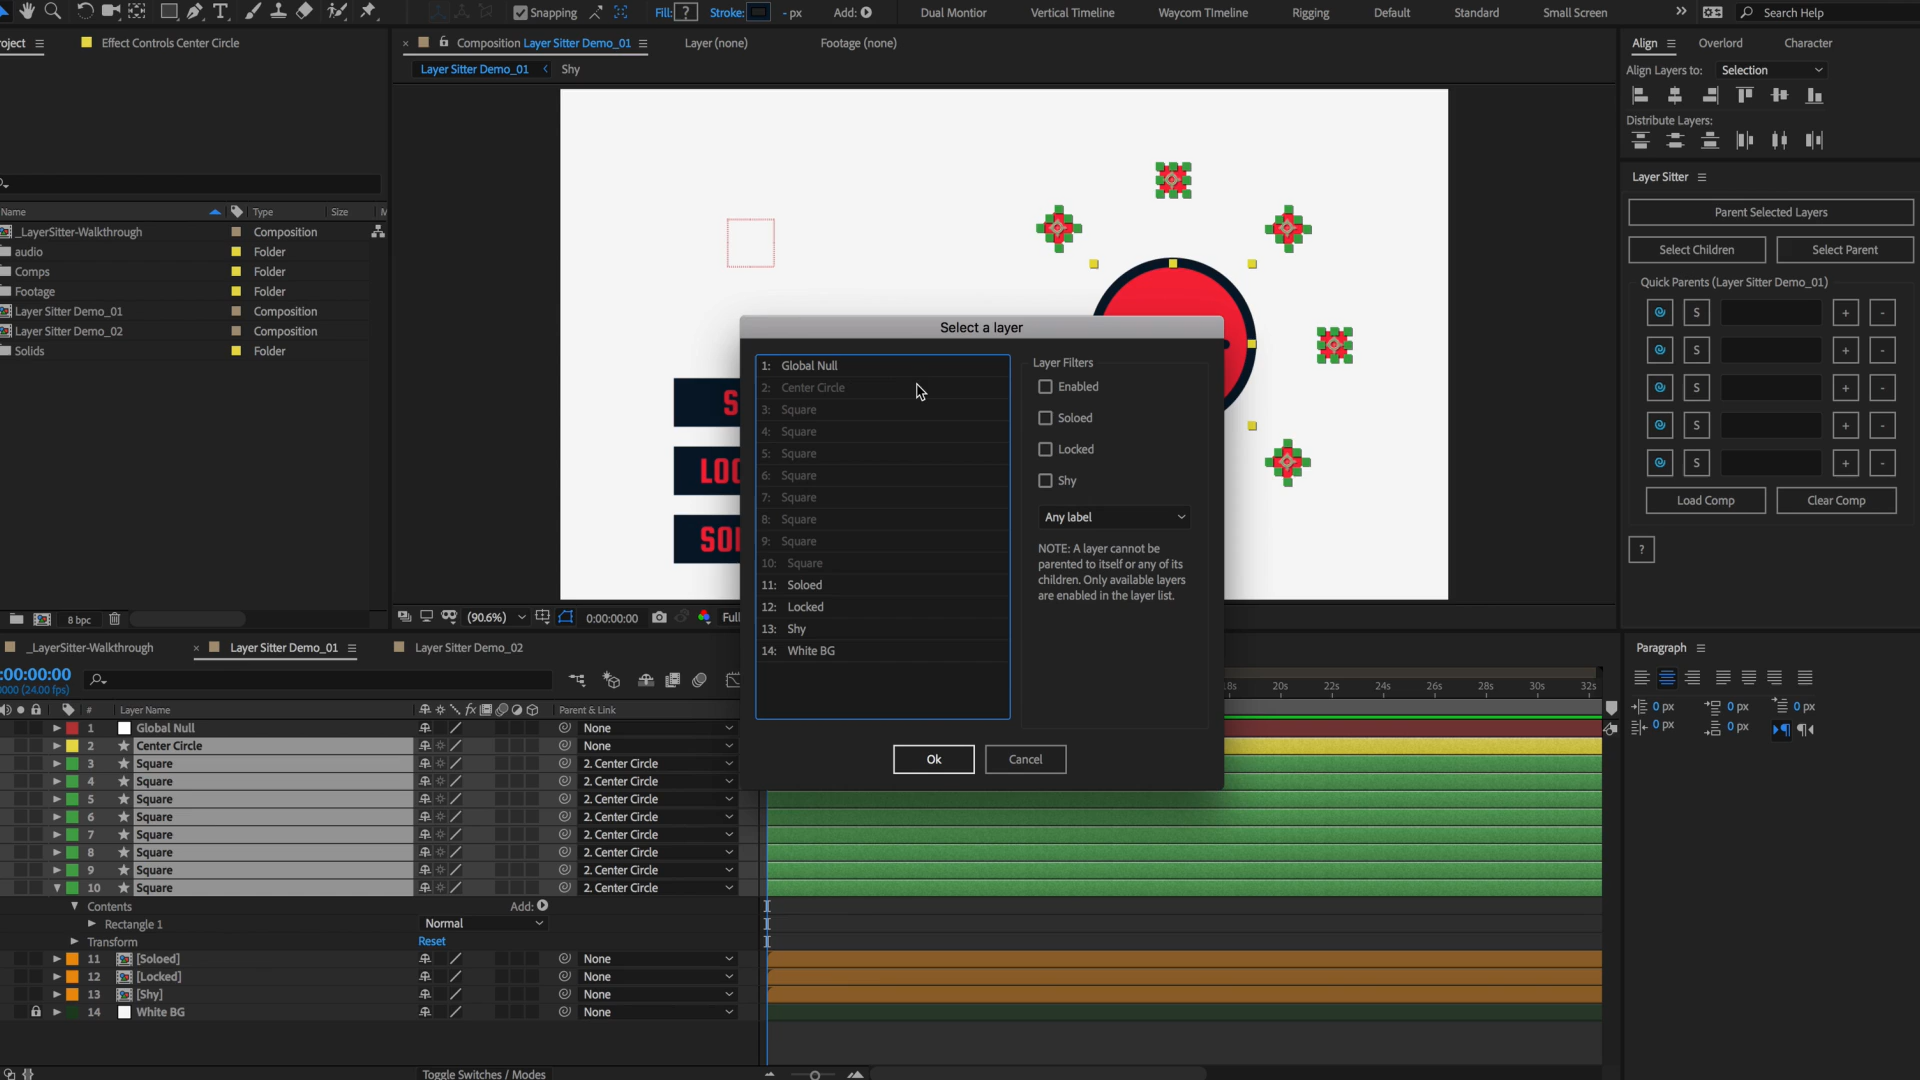 Snapping
Fill: ?
Stroke:
- px
Add:
Dual Montior
Vertical Timeline
Waycom TImeline
Rigging
Default
Standard
Small Screen
Search Help
roject
Effect Controls Center Circle
Composition Layer Sitter Demo_01
Layer (none)
Footage (none)
Layer Sitter Demo_01
Shy
Name
Type
Size
M
_LayerSitter-Walkthrough
Composition
audio
Folder
Comps
Folder
Footage
Folder
Layer Sitter Demo_01
Composition
Layer Sitter Demo_02
Composition
Solids
Folder
8 bpc
S
LOC
SOL
(90.6%)
0:00:00:00
Full
Select a layer
1: Global Null
2: Center Circle
3: Square
4: Square
5: Square
6: Square
7: Square
8: Square
9: Square
10: Square
11: Soloed
12: Locked
13: Shy
14: White BG
Layer Filters
Enabled
Soloed
Locked
Shy
Any label
NOTE: A layer cannot be
parented to itself or any of its
children. Only available layers
are enabled in the layer list.
Ok
Cancel
Align
Overlord
Character
Align Layers to:
Selection
Distribute Layers:
Layer Sitter
Parent Selected Layers
Select Children
Select Parent
Quick Parents (Layer Sitter Demo_01)
S + -
S + -
S + -
S + -
S + -
Load Comp
Clear Comp
?
Paragraph
0 px
0 px
0 px
0 px
0 px
_LayerSitter-Walkthrough
Layer Sitter Demo_01
Layer Sitter Demo_02
:00:00:00
0000 (24.00 fps)
# Layer Name
fx
Parent & Link
20s 22s 24s 26s 28s 30s 32s
1 Global Null None
2 Center Circle None
3 Square 2. Center Circle
4 Square 2. Center Circle
5 Square 2. Center Circle
6 Square 2. Center Circle
7 Square 2. Center Circle
8 Square 2. Center Circle
9 Square 2. Center Circle
10 Square 2. Center Circle
Contents
Add:
Rectangle 1
Normal
Transform
Reset
11 [Soloed] None
12 [Locked] None
13 [Shy] None
14 White BG None
Toggle Switches / Modes